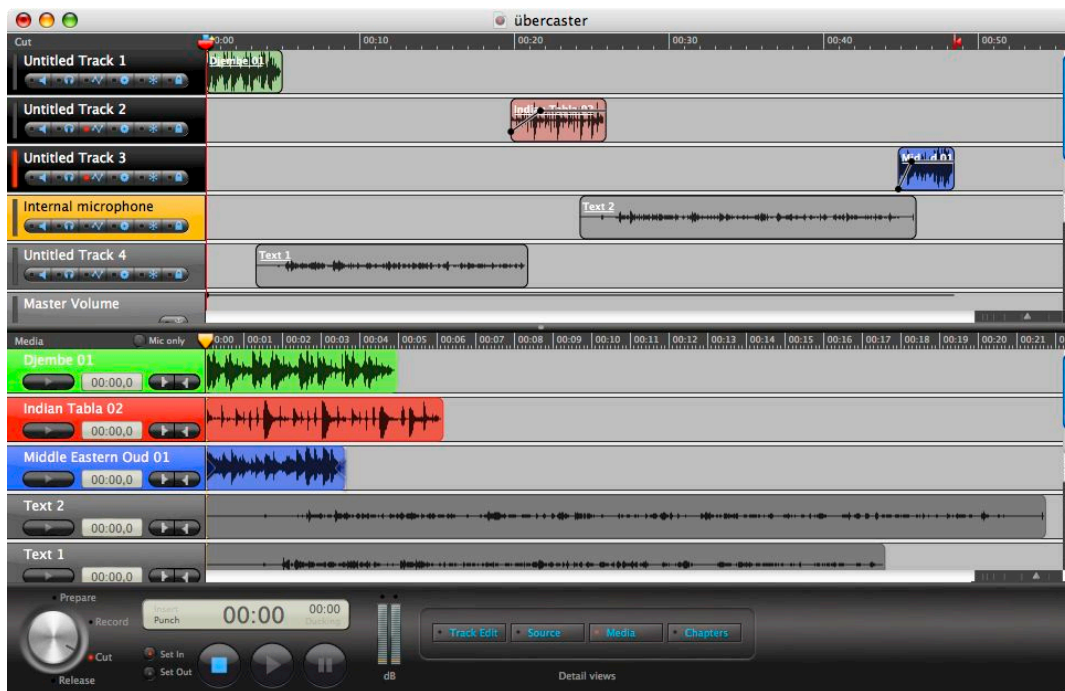 übercaster
Cut 0:00 00:10 00:20 00:30 00:40 00:50
Untitled Track 1
Djembe 01
Untitled Track 2
Indian Tabla 02
Untitled Track 3
Mid...d 01
Internal microphone
Text 2
Untitled Track 4
Text 1
Master Volume
Media Mic only 0:00 00:01 00:02 00:03 00:04 00:05 00:06 00:07 00:08 00:09 00:10 00:11 00:12 00:13 00:14 00:15 00:16 00:17 00:18 00:19 00:20 00:21 0
Djembe 01
00:00,0
Indian Tabla 02
00:00,0
Middle Eastern Oud 01
00:00,0
Text 2
00:00,0
Text 1
00:00,0
Prepare
Record
Cut
Release
Insert
Punch
00:00
00:00
Ducking
Set In
Set Out
dB
Track Edit Source Media Chapters
Detail views